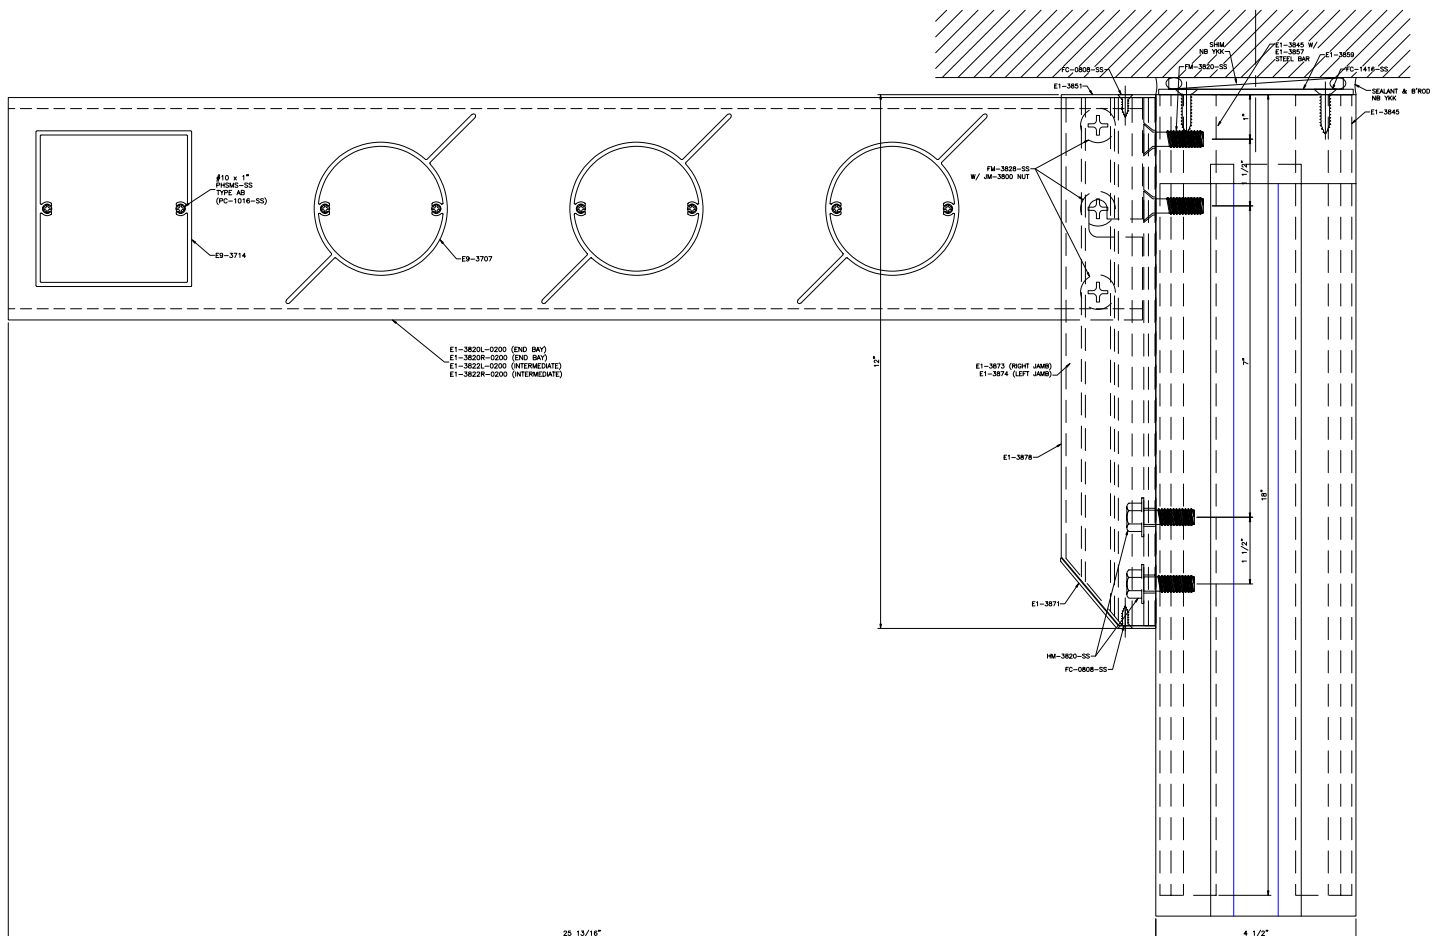 SHIM
NB YKK
E1-3845 W/
E1-3857
STEEL BAR
E1-3859
FM-3820-SS
FC-1416-SS
FC-0808-SS
E1-3851
SEALANT & B'ROD
NB YKK
E1-3845
1"
#10 x 1"
PHSMS-SS
TYPE AB
(PC-1016-SS)
FM-3828-SS
W/ JM-3800 NUT
1 1/2"
E9-3714
E9-3707
E1-3820L-0200 (END BAY)
E1-3820R-0200 (END BAY)
E1-3822L-0200 (INTERMEDIATE)
E1-3822R-0200 (INTERMEDIATE)
12"
E1-3873 (RIGHT JAMB)
E1-3874 (LEFT JAMB)
7"
E1-3878
18"
1 1/2"
E1-3871
HM-3820-SS
FC-0808-SS
25 13/16"
4 1/2"